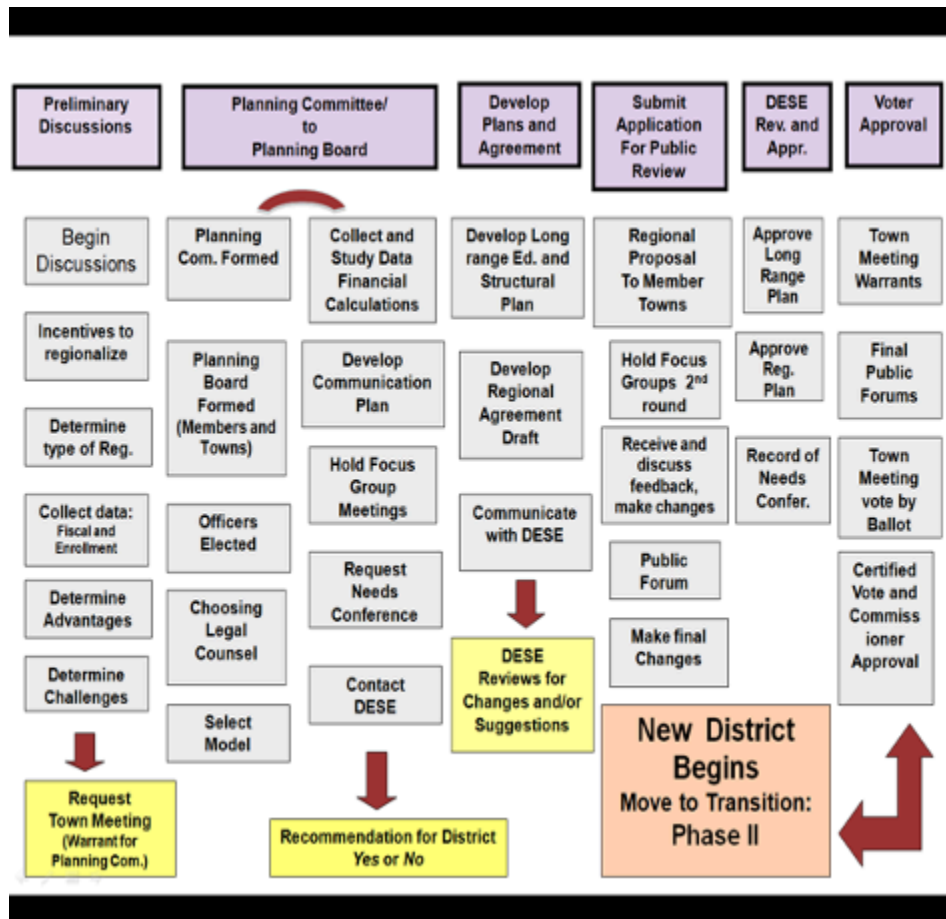 Preliminary
Discussions
Planning Committee/
to
Planning Board
Develop
Plans and
Agreement
Submit
Application
For Public
Review
DESE
Rev. and
Appr.
Voter
Approval
Begin
Discussions
Incentives to
regionalize
Determine
type of Reg.
Collect data:
Fiscal and
Enrollment
Determine
Advantages
Determine
Challenges
Request
Town Meeting
(Warrant for
Planning Com.)
Planning
Com. Formed
Planning
Board
Formed
(Members and
Towns)
Officers
Elected
Choosing
Legal
Counsel
Select
Model
Collect and
Study Data
Financial
Calculations
Develop
Communication
Plan
Hold Focus
Group
Meetings
Request
Needs
Conference
Contact
DESE
Recommendation for District
Yes or No
Develop Long
range Ed. and
Structural
Plan
Develop
Regional
Agreement
Draft
Communicate
with DESE
DESE
Reviews for
Changes and/or
Suggestions
Regional
Proposal
To Member
Towns
Hold Focus
Groups 2nd
round
Receive and
discuss
feedback,
make changes
Public
Forum
Make final
Changes
Approve
Long
Range
Plan
Approve
Reg.
Plan
Record of
Needs
Confer.
Town
Meeting
Warrants
Final
Public
Forums
Town
Meeting
vote by
Ballot
Certified
Vote and
Commiss
ioner
Approval
New District
Begins
Move to Transition:
Phase II